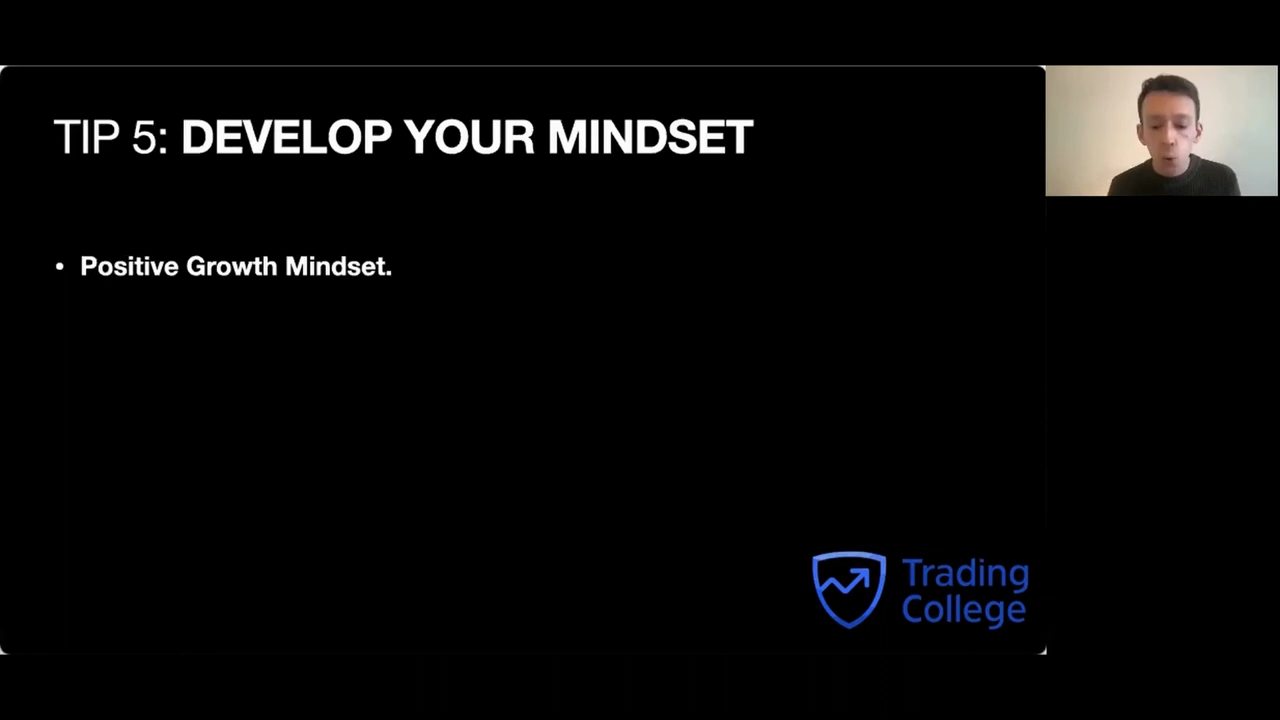 TIP 5: DEVELOP YOUR MINDSET
• Positive Growth Mindset.
Trading
College